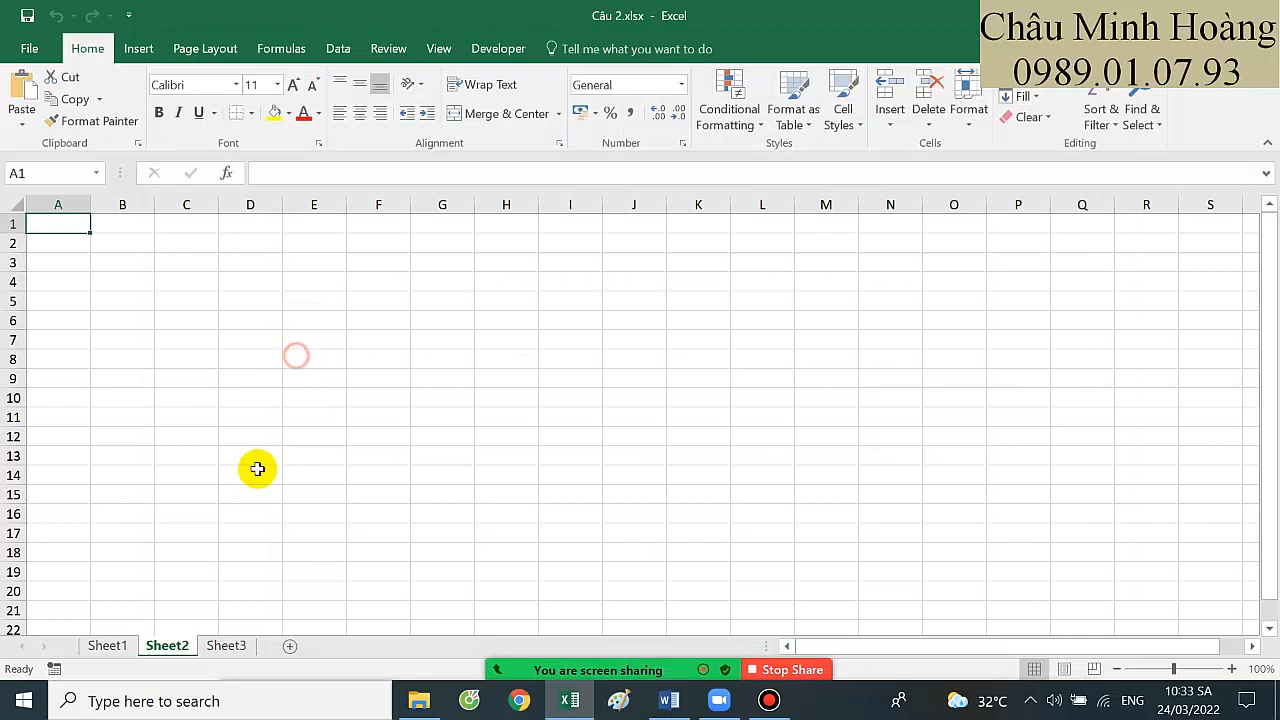 Câu 2.xlsx - Excel
Châu Minh Hoàng
0989.01.07.93
File Home Insert Page Layout Formulas Data Review View Developer Tell me what you want to do
Paste
Cut
Copy
Format Painter
Clipboard
Calibri 11
B I U
Font
Wrap Text
Merge & Center
Alignment
General
Number
Conditional Formatting
Format as Table
Cell Styles
Styles
Insert
Delete
Format
Cells
Fill
Clear
Sort & Filter
Find & Select
Editing
A1 fx
A B C D E F G H I J K L M N O P Q R S
1
2
3
4
5
6
7
8
9
10
11
12
13
14
15
16
17
18
19
20
21
22
Sheet1 Sheet2 Sheet3
Ready
You are screen sharing Stop Share
100%
Type here to search
32°C
ENG
10:33 SA
24/03/2022